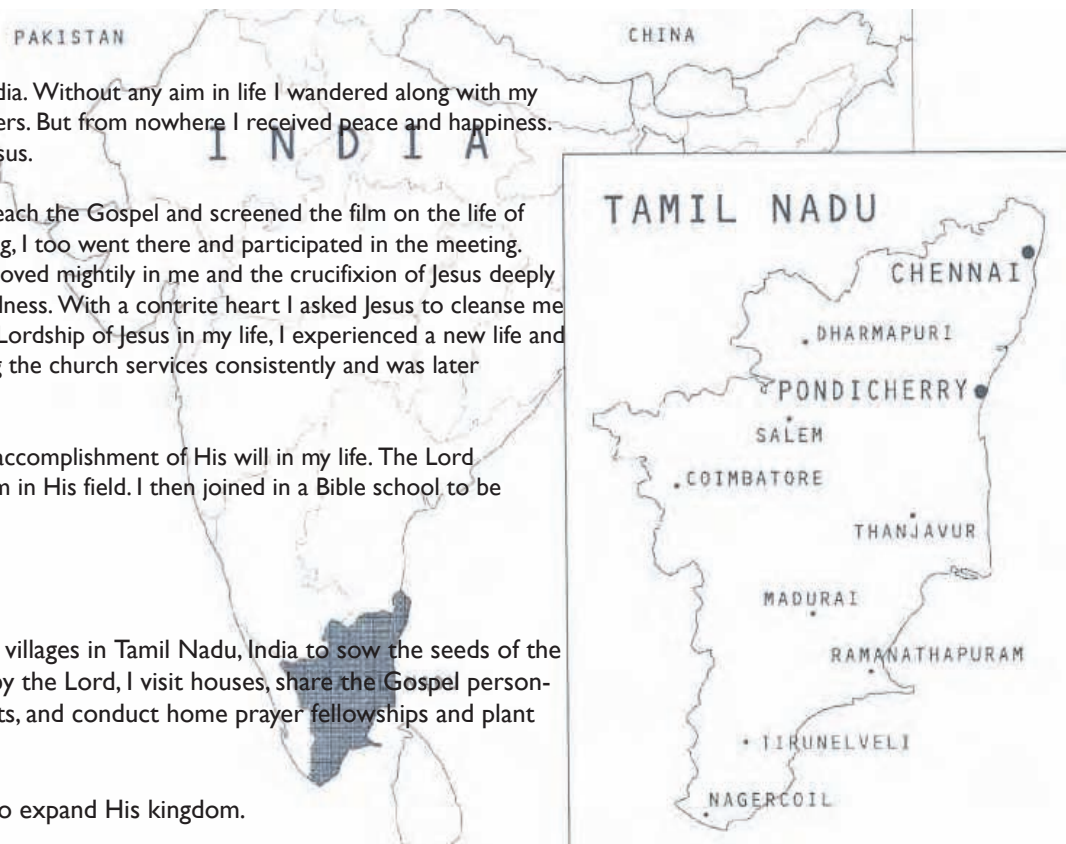 PAKISTAN
CHINA
dia. Without any aim in life I wandered along with my
ers. But from nowhere I received peace and happiness.
sus.
INDIA
each the Gospel and screened the film on the life of
g, I too went there and participated in the meeting.
oved mightily in me and the crucifixion of Jesus deeply
lness. With a contrite heart I asked Jesus to cleanse me
Lordship of Jesus in my life, I experienced a new life and
g the church services consistently and was later
accomplishment of His will in my life. The Lord
m in His field. I then joined in a Bible school to be
villages in Tamil Nadu, India to sow the seeds of the
by the Lord, I visit houses, share the Gospel person-
ts, and conduct home prayer fellowships and plant
o expand His kingdom.
TAMIL NADU
CHENNAI
DHARMAPURI
PONDICHERRY
SALEM
COIMBATORE
THANJAVUR
MADURAI
RAMANATHAPURAM
TIRUNELVELI
NAGERCOIL